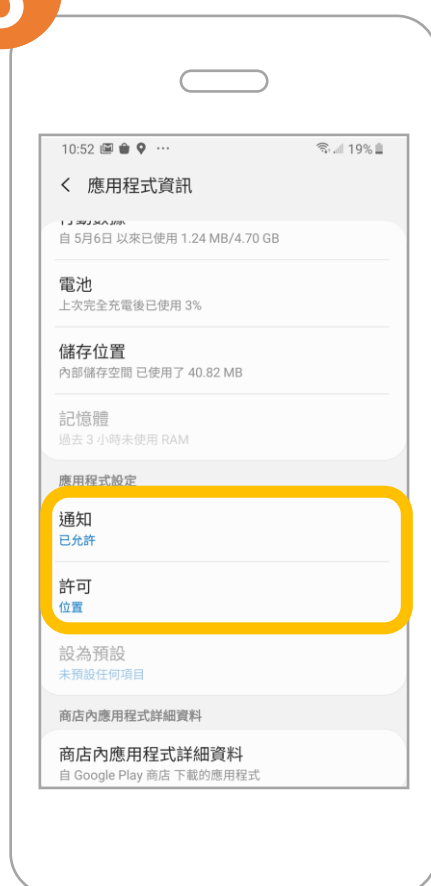 10:52 ...
19%
< 應用程式資訊
自 5月6日 以來已使用 1.24 MB/4.70 GB
電池
上次完全充電後已使用 3%
儲存位置
內部儲存空間 已使用了 40.82 MB
記憶體
過去 3 小時未使用 RAM
應用程式設定
通知
已允許
許可
位置
設為預設
未預設任何項目
商店內應用程式詳細資料
商店內應用程式詳細資料
自 Google Play 商店 下載的應用程式